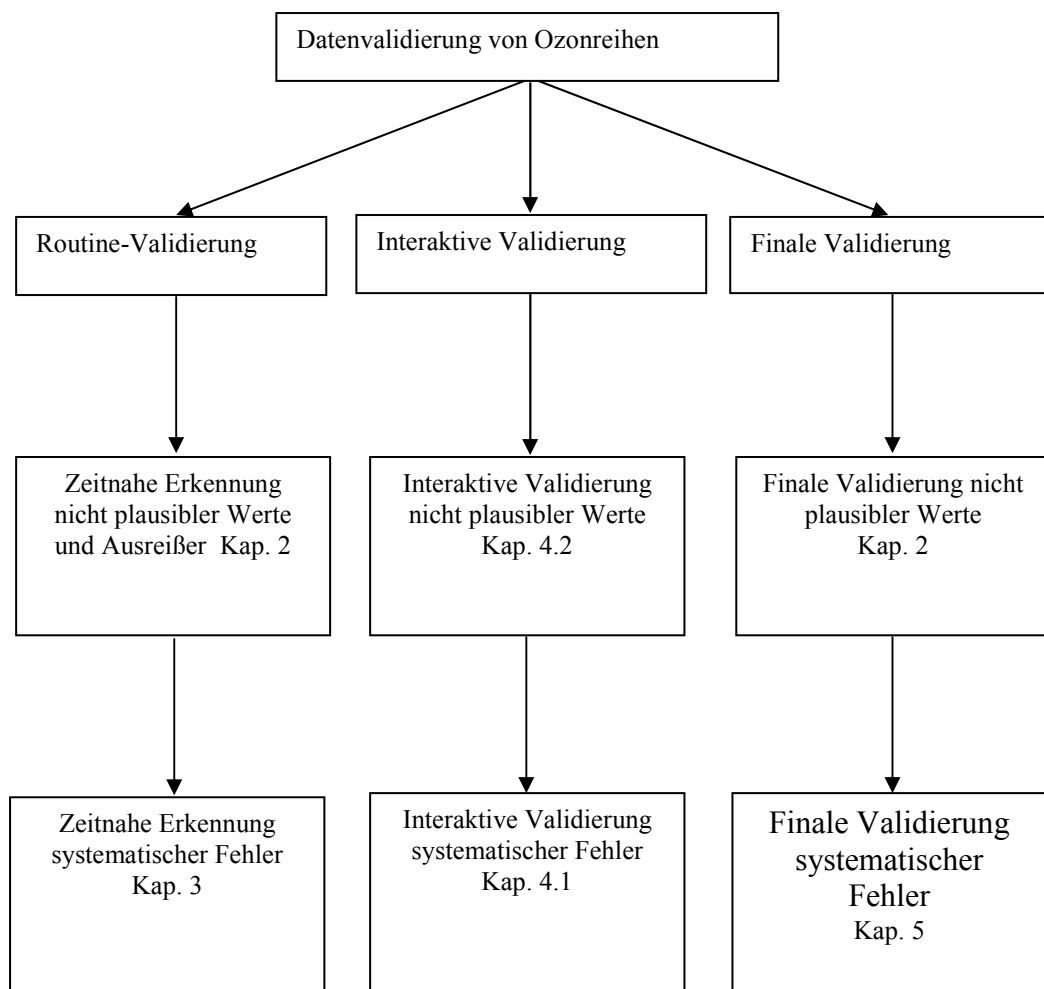 Datenvalidierung von Ozonreihen
Routine-Validierung
Interaktive Validierung
Finale Validierung
Zeitnahe Erkennung
nicht plausibler Werte
und Ausreißer  Kap. 2
Interaktive Validierung
nicht plausibler Werte
Kap. 4.2
Finale Validierung nicht
plausibler Werte
Kap. 2
Zeitnahe Erkennung
systematischer Fehler
Kap. 3
Interaktive Validierung
systematischer Fehler
Kap. 4.1
Finale Validierung
systematischer
Fehler
Kap. 5